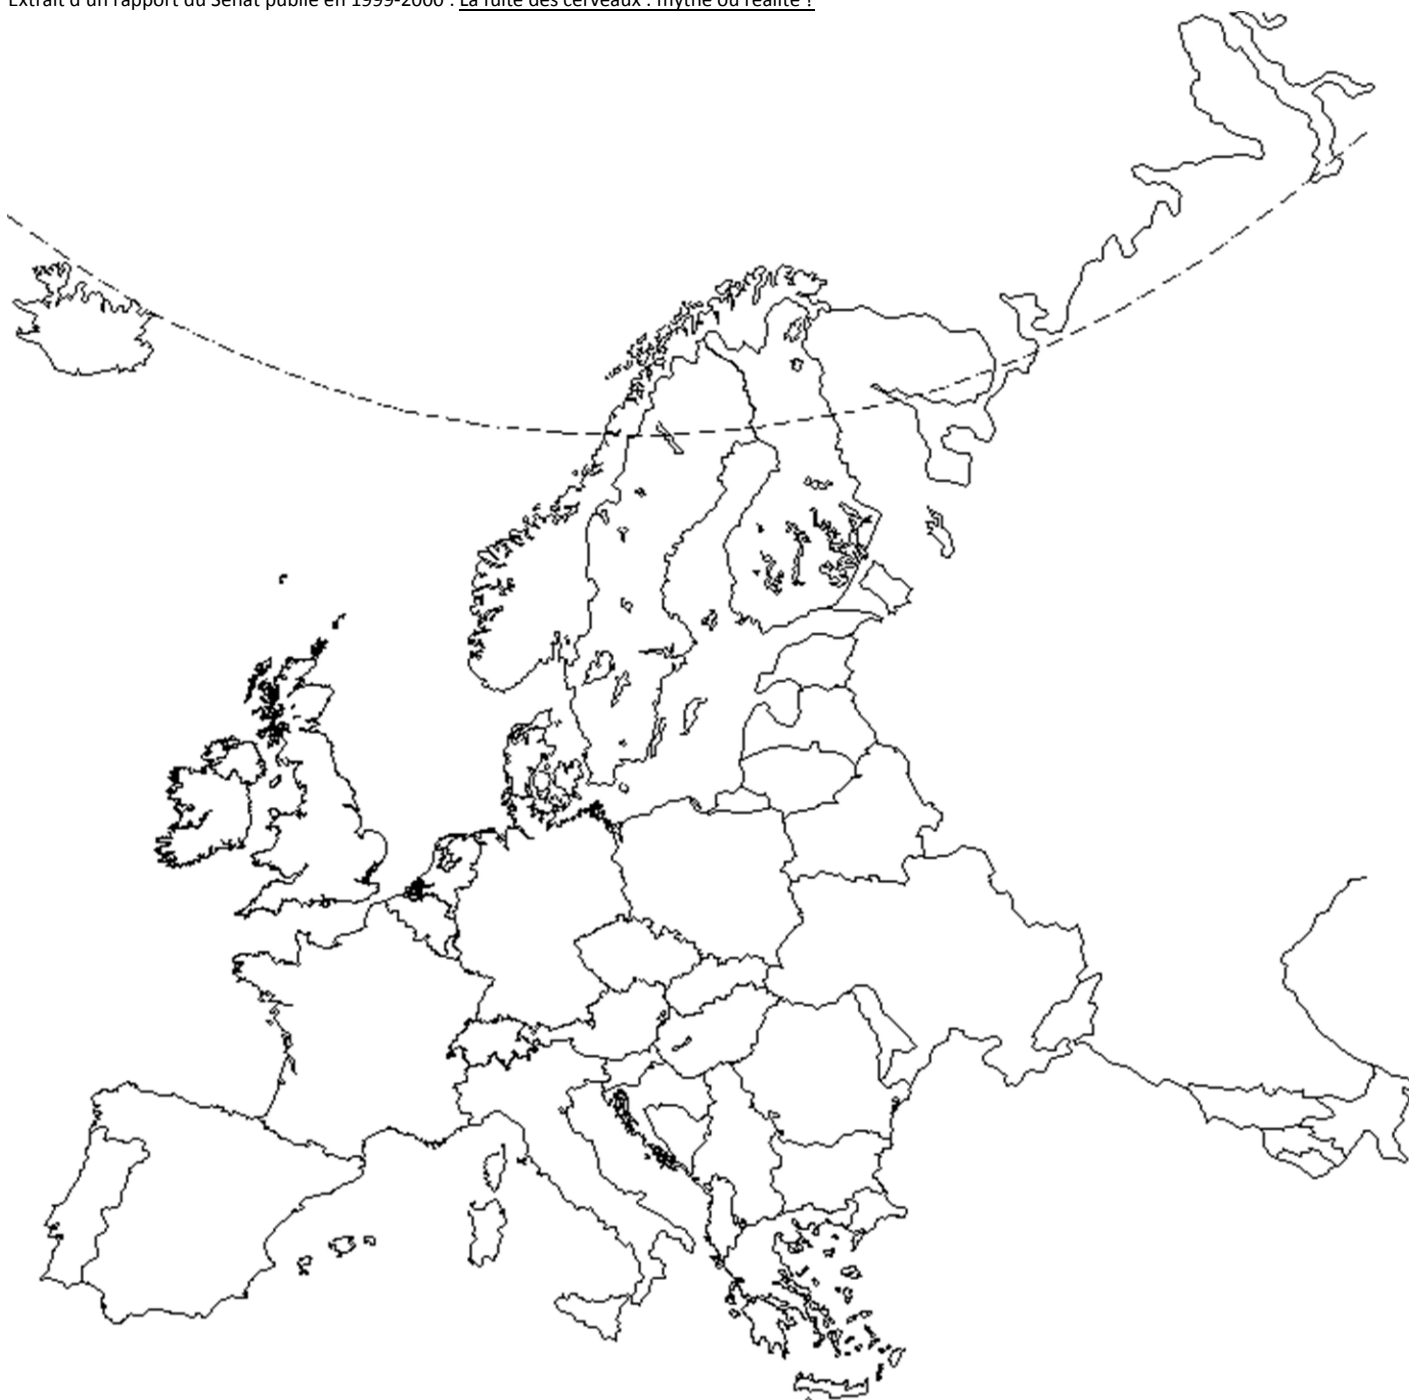 Extrait d'un rapport du Sénat publié en 1999-2000 : La fuite des cerveaux : mythe ou réalité ?